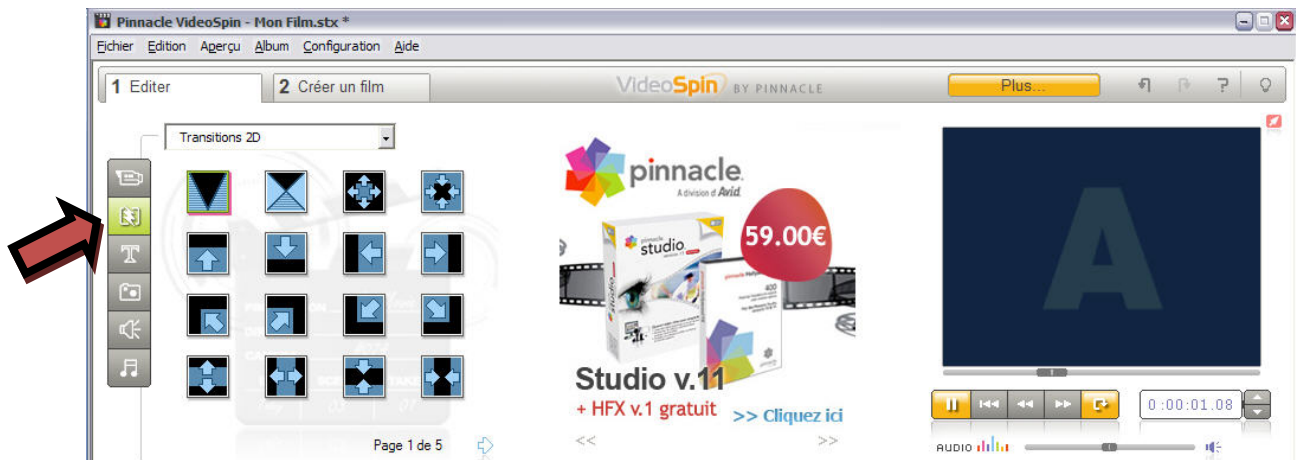 Pinnacle VideoSpin - Mon Film.stx *
Fichier Edition Aperçu Album Configuration Aide
1 Editer
2 Créer un film
VideoSpin BY PINNACLE
Plus...
Transitions 2D
pinnacle
A division of Avid
59.00€
pinnacle
studio
Studio v.11
+ HFX v.1 gratuit
>> Cliquez ici
<<
>>
Page 1 de 5
A
0:00:01.08
AUDIO